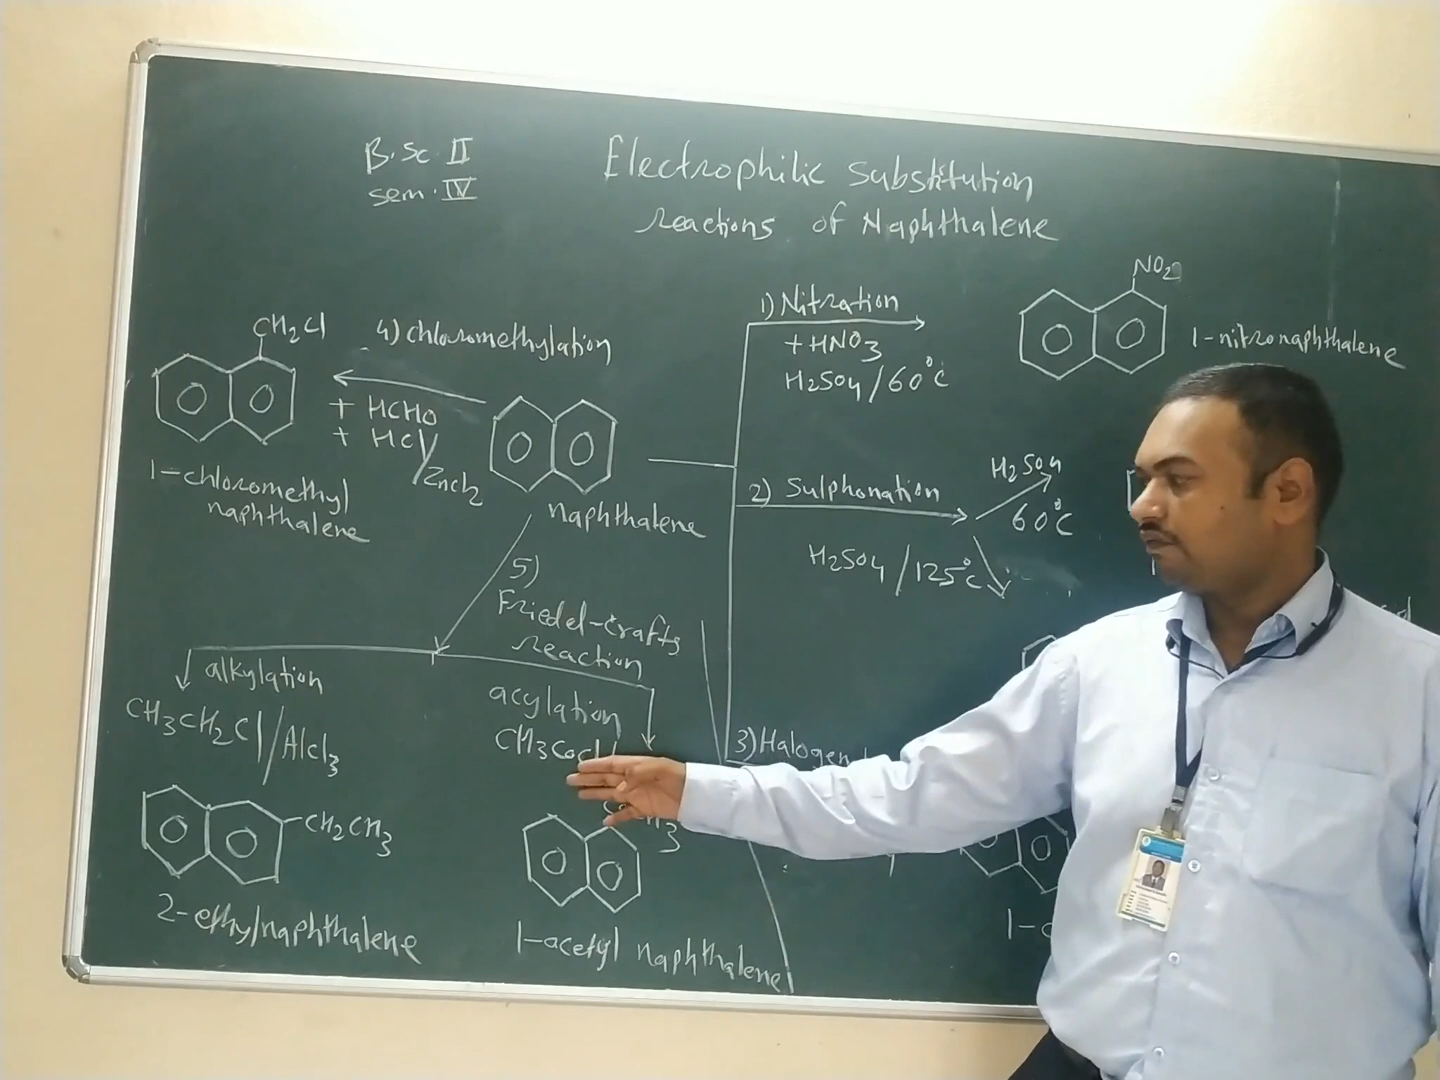 B.Sc. II
sem. IV
Electrophilic substitution
reactions of Naphthalene
NO2
1-nitronaphthalene
1) Nitration
+ HNO3
H2SO4/60°C
CH2Cl
4) chloromethylation
+ HCHO
+ HCl/ZnCl2
1-chloromethyl
naphthalene
naphthalene
2) Sulphonation
H2SO4
60°C
H2SO4/125°C
5)
Friedel-crafts
reaction
alkylation
CH3CH2Cl/AlCl3
CH2CH3
2-ethylnaphthalene
acylation
CH3COCl
1-acetyl naphthalene
3) Halogen